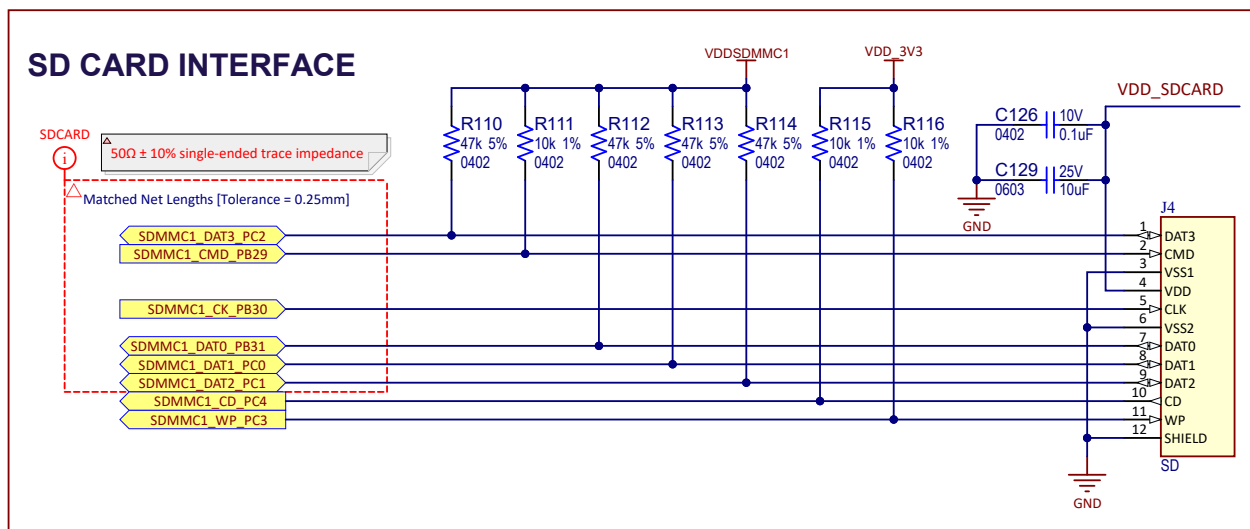 SD CARD INTERFACE
VDDSDMMC1
VDD_3V3
VDD_SDCARD
SDCARD
i
50Ω ± 10% single-ended trace impedance
Matched Net Lengths [Tolerance = 0.25mm]
R110
47k 5%
0402
R111
10k 1%
0402
R112
47k 5%
0402
R113
47k 5%
0402
R114
47k 5%
0402
R115
10k 1%
0402
R116
10k 1%
0402
C126 10V
0402 0.1uF
C129 25V
0603 10uF
GND
J4
SDMMC1_DAT3_PC2 1 DAT3
SDMMC1_CMD_PB29 2 CMD
3 VSS1
4 VDD
SDMMC1_CK_PB30 5 CLK
6 VSS2
SDMMC1_DAT0_PB31 7 DAT0
SDMMC1_DAT1_PC0 8 DAT1
SDMMC1_DAT2_PC1 9 DAT2
SDMMC1_CD_PC4 10 CD
SDMMC1_WP_PC3 11 WP
12 SHIELD
SD
GND